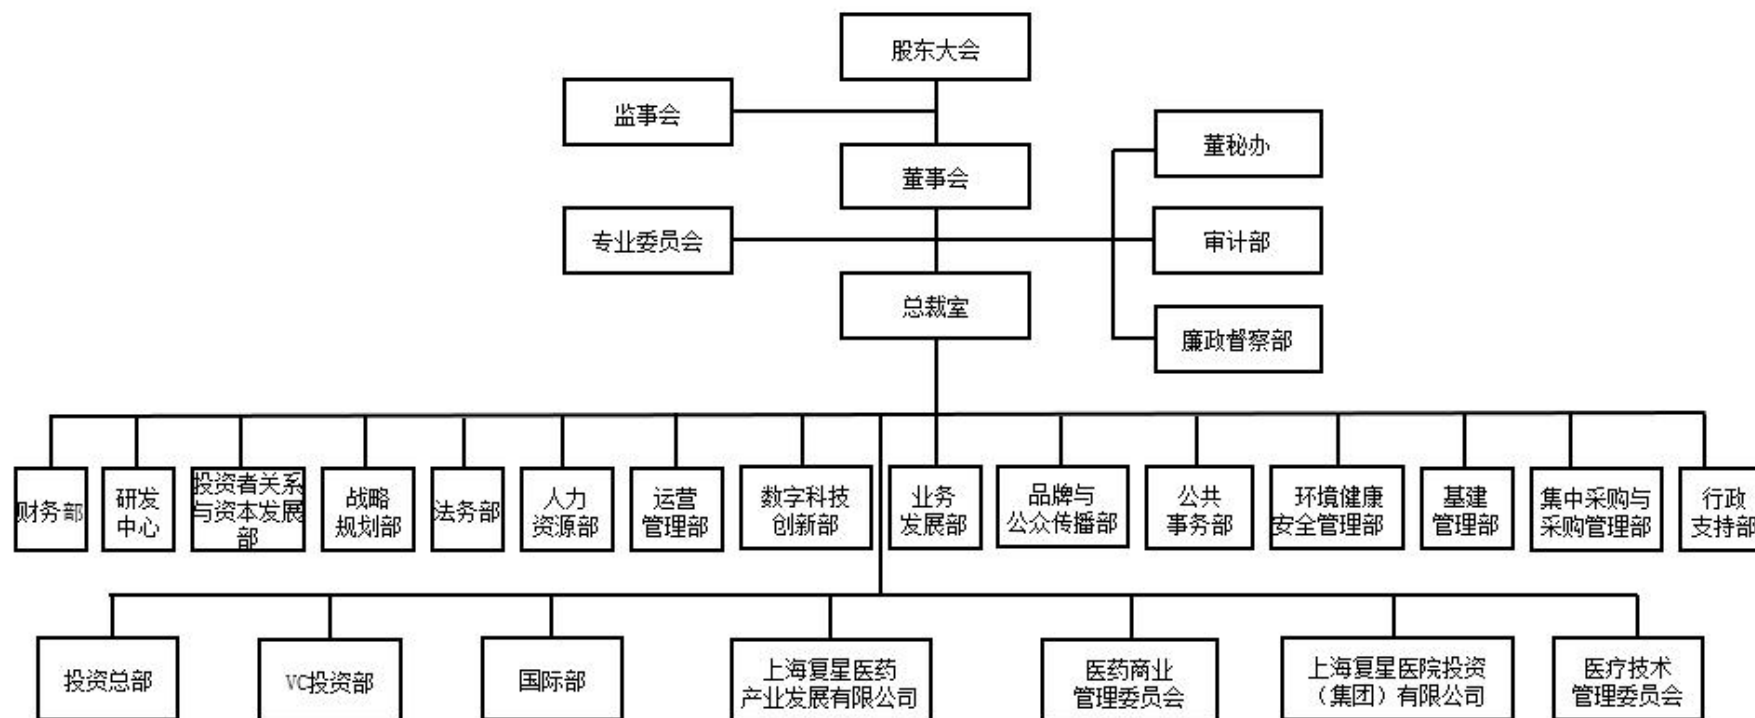 股东大会
监事会
董秘办
董事会
专业委员会
审计部
总裁室
廉政督察部
财务部
研发
中心
投资者关系
与资本发展
部
战略
规划部
法务部
人力
资源部
运营
管理部
数字科技
创新部
业务
发展部
品牌与
公众传播部
公共
事务部
环境健康
安全管理部
基建
管理部
集中采购与
采购管理部
行政
支持部
投资总部
VC投资部
国际部
上海复星医药
产业发展有限公司
医药商业
管理委员会
上海复星医院投资
（集团）有限公司
医疗技术
管理委员会